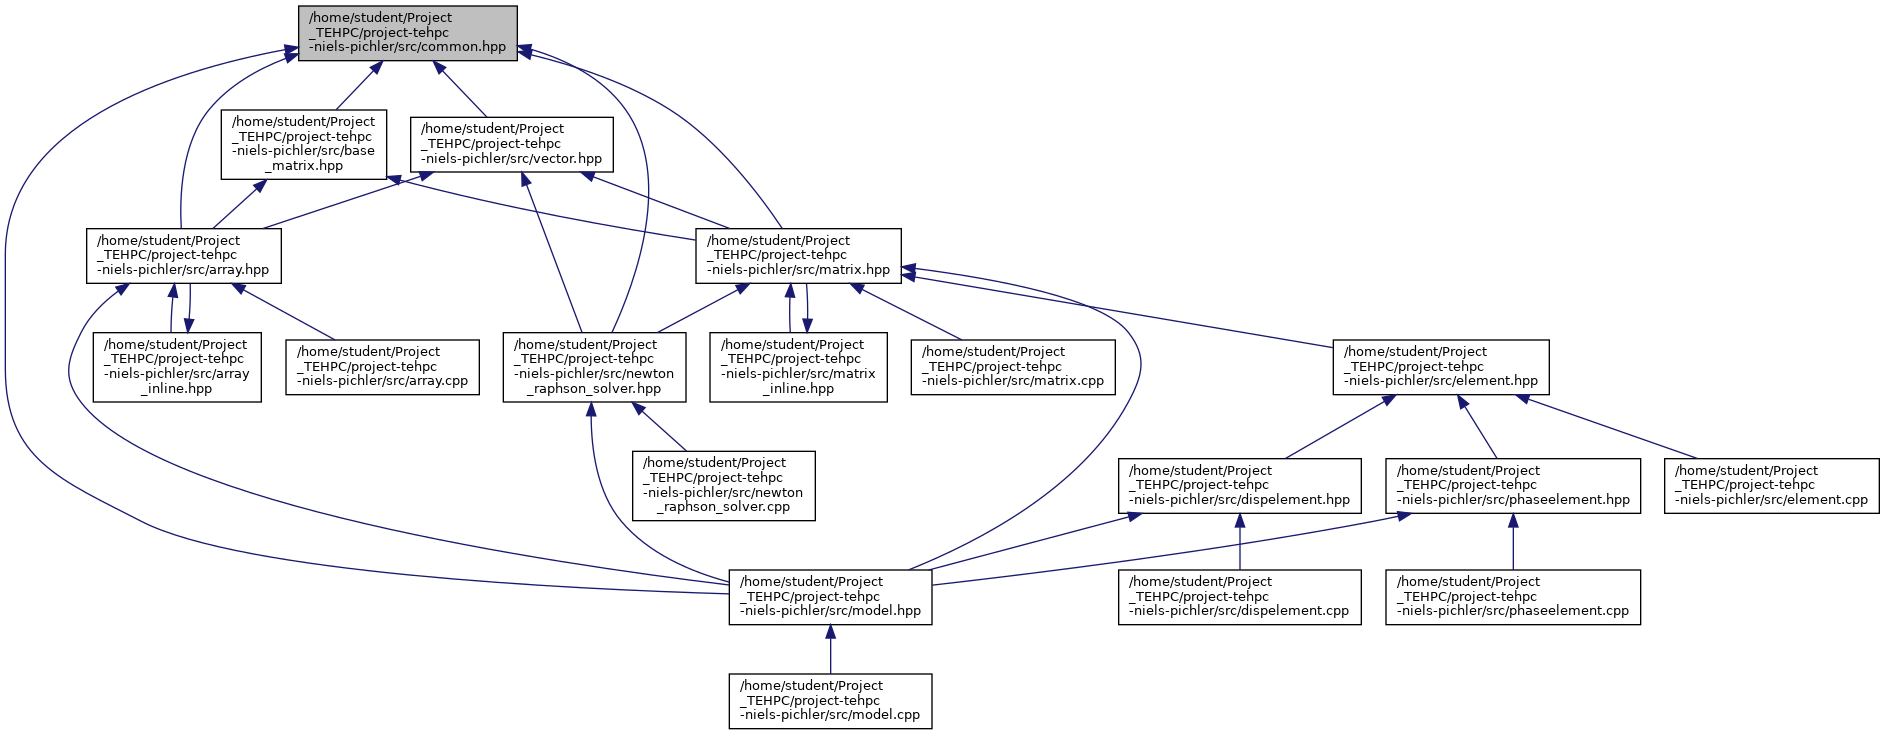 /home/student/Project
_TEHPC/project-tehpc
-niels-pichler/src/common.hpp
/home/student/Project
_TEHPC/project-tehpc
-niels-pichler/src/base
_matrix.hpp
/home/student/Project
_TEHPC/project-tehpc
-niels-pichler/src/vector.hpp
/home/student/Project
_TEHPC/project-tehpc
-niels-pichler/src/array.hpp
/home/student/Project
_TEHPC/project-tehpc
-niels-pichler/src/matrix.hpp
/home/student/Project
_TEHPC/project-tehpc
-niels-pichler/src/array
_inline.hpp
/home/student/Project
_TEHPC/project-tehpc
-niels-pichler/src/array.cpp
/home/student/Project
_TEHPC/project-tehpc
-niels-pichler/src/newton
_raphson_solver.hpp
/home/student/Project
_TEHPC/project-tehpc
-niels-pichler/src/matrix
_inline.hpp
/home/student/Project
_TEHPC/project-tehpc
-niels-pichler/src/matrix.cpp
/home/student/Project
_TEHPC/project-tehpc
-niels-pichler/src/element.hpp
/home/student/Project
_TEHPC/project-tehpc
-niels-pichler/src/newton
_raphson_solver.cpp
/home/student/Project
_TEHPC/project-tehpc
-niels-pichler/src/dispelement.hpp
/home/student/Project
_TEHPC/project-tehpc
-niels-pichler/src/phaseelement.hpp
/home/student/Project
_TEHPC/project-tehpc
-niels-pichler/src/element.cpp
/home/student/Project
_TEHPC/project-tehpc
-niels-pichler/src/model.hpp
/home/student/Project
_TEHPC/project-tehpc
-niels-pichler/src/dispelement.cpp
/home/student/Project
_TEHPC/project-tehpc
-niels-pichler/src/phaseelement.cpp
/home/student/Project
_TEHPC/project-tehpc
-niels-pichler/src/model.cpp